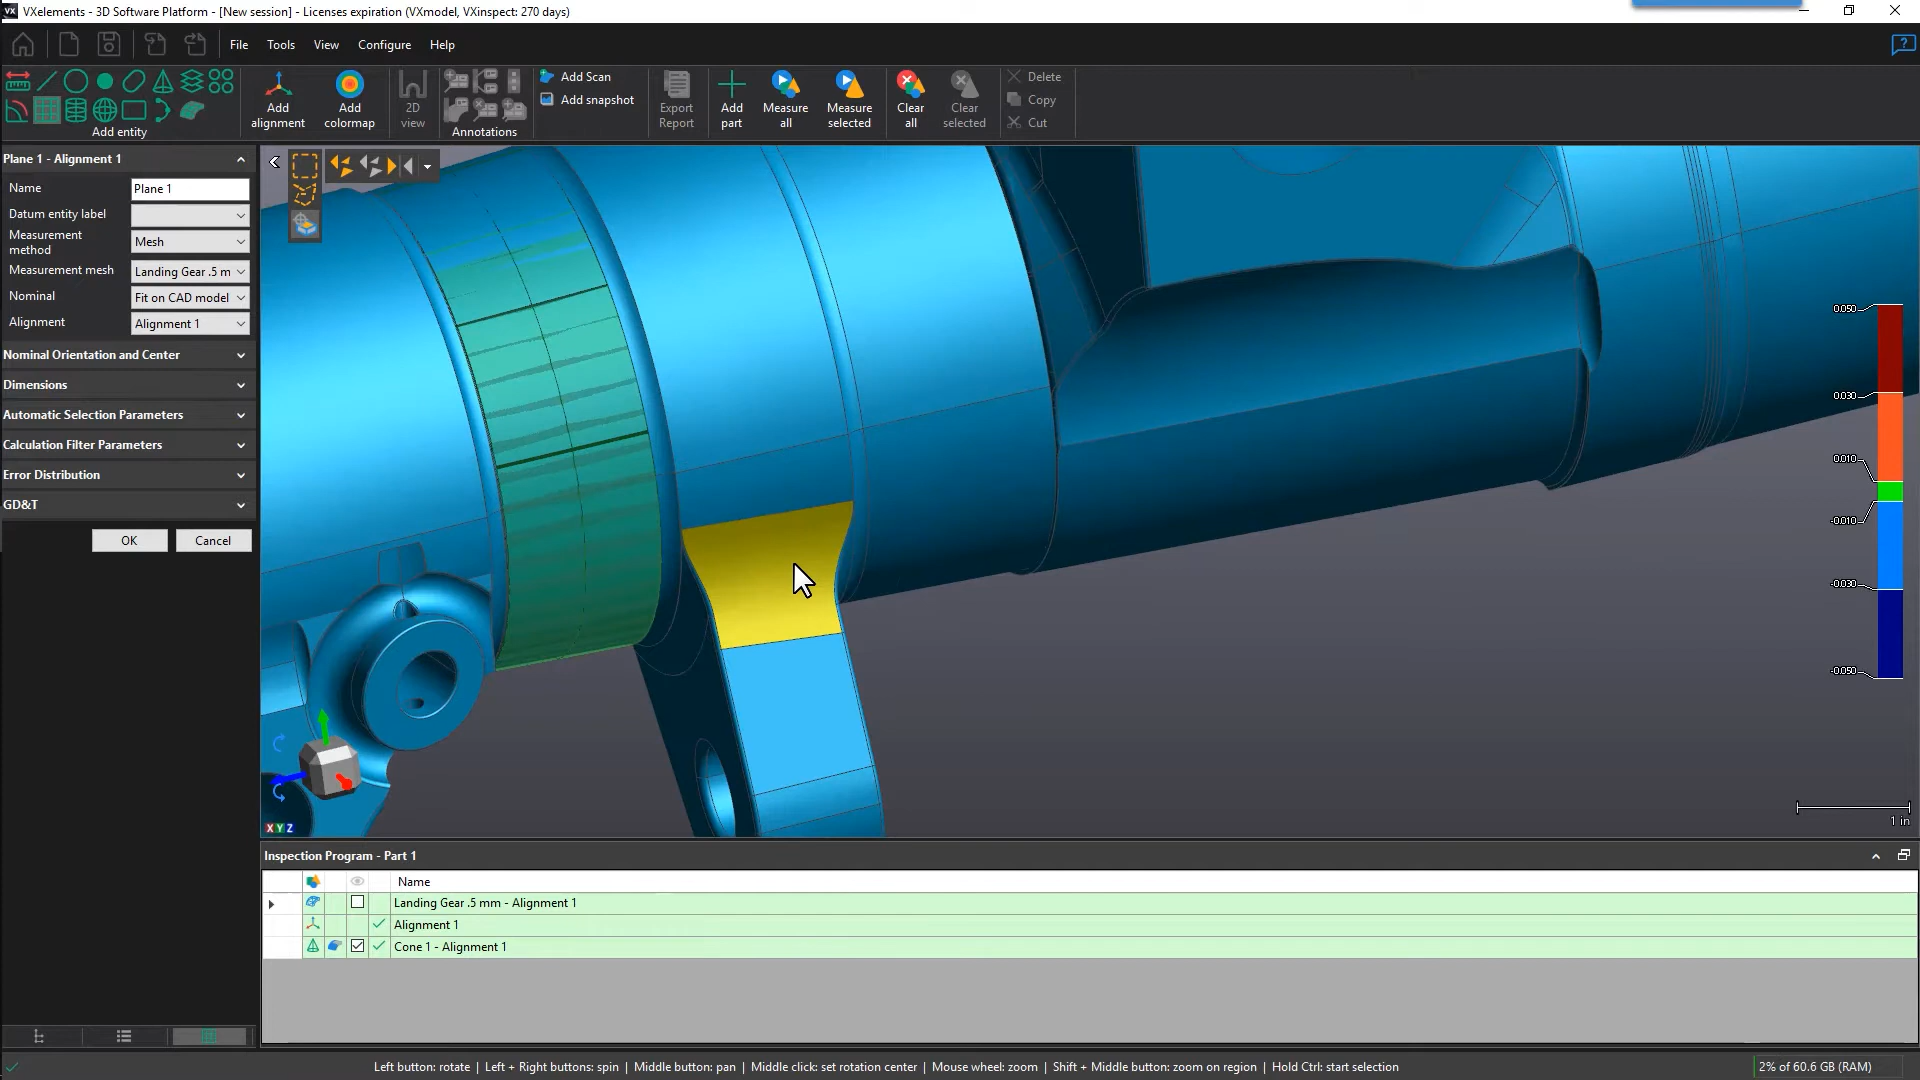 VXelements - 3D Software Platform - [New session] - Licenses expiration (VXmodel, VXinspect: 270 days)
File Tools View Configure Help
Add entity
Add alignment
Add colormap
2D view
Annotations
Add Scan
Add snapshot
Export Report
Add part
Measure all
Measure selected
Clear all
Clear selected
Delete
Copy
Cut
Plane 1 - Alignment 1
Name Plane 1
Datum entity label
Measurement method Mesh
Measurement mesh Landing Gear .5 m
Nominal Fit on CAD model
Alignment Alignment 1
Nominal Orientation and Center
Dimensions
Automatic Selection Parameters
Calculation Filter Parameters
Error Distribution
GD&T
OK Cancel
0.050
0.030
0.010
-0.010
-0.030
-0.050
1 in
X Y Z
Inspection Program - Part 1
Name
Landing Gear .5 mm - Alignment 1
Alignment 1
Cone 1 - Alignment 1
Left button: rotate | Left + Right buttons: spin | Middle button: pan | Middle click: set rotation center | Mouse wheel: zoom | Shift + Middle button: zoom on region | Hold Ctrl: start selection
2% of 60.6 GB (RAM)